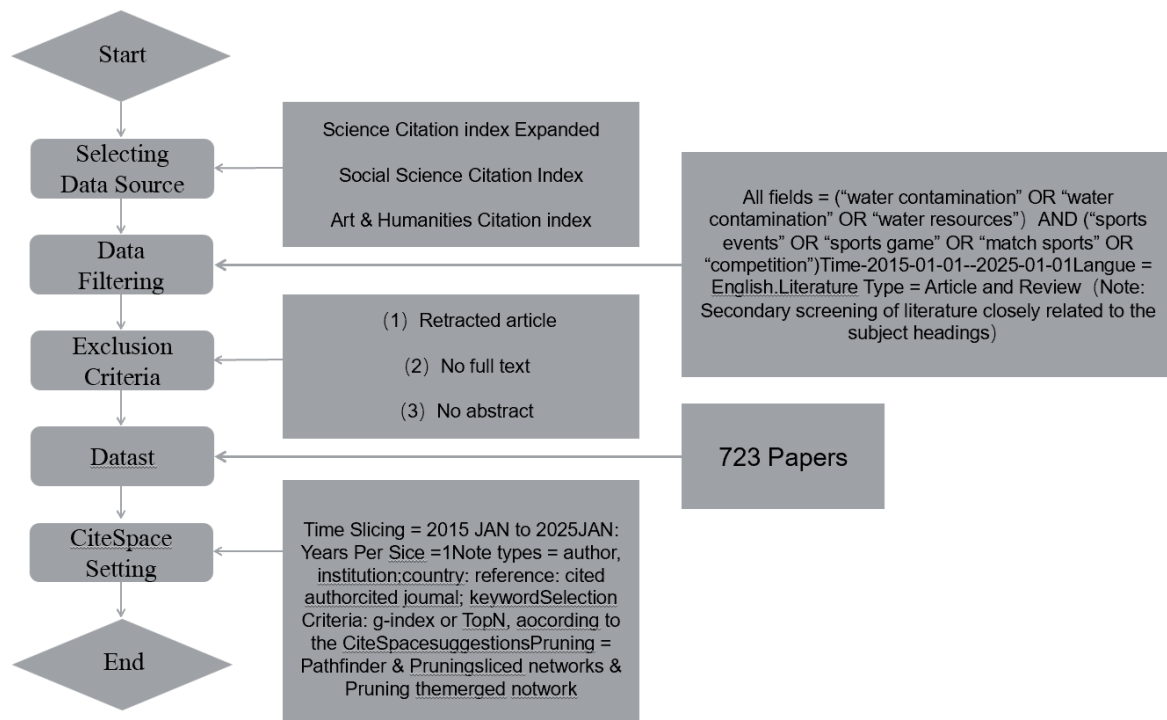 Start
Selecting
Data Source
Science Citation index Expanded
Social Science Citation Index
Art & Humanities Citation index
Data
Filtering
All fields = (“water contamination” OR “water
contamination” OR “water resources”）AND (“sports
events” OR “sports game” OR “match sports” OR
“competition”)Time-2015-01-01--2025-01-01Langue =
English.Literature Type = Article and Review（Note:
Secondary screening of literature closely related to the
subject headings）
Exclusion
Criteria
（1）Retracted article
（2）No full text
（3）No abstract
Datast
723 Papers
CiteSpace
Setting
Time Slicing = 2015 JAN to 2025JAN:
Years Per Sice =1Note types = author,
institution;country: reference: cited
authorcited joumal; keywordSelection
Criteria: g-index or TopN, aocording to
the CiteSpacesuggestionsPruning =
Pathfinder & Pruningsliced networks &
Pruning themerged notwork
End